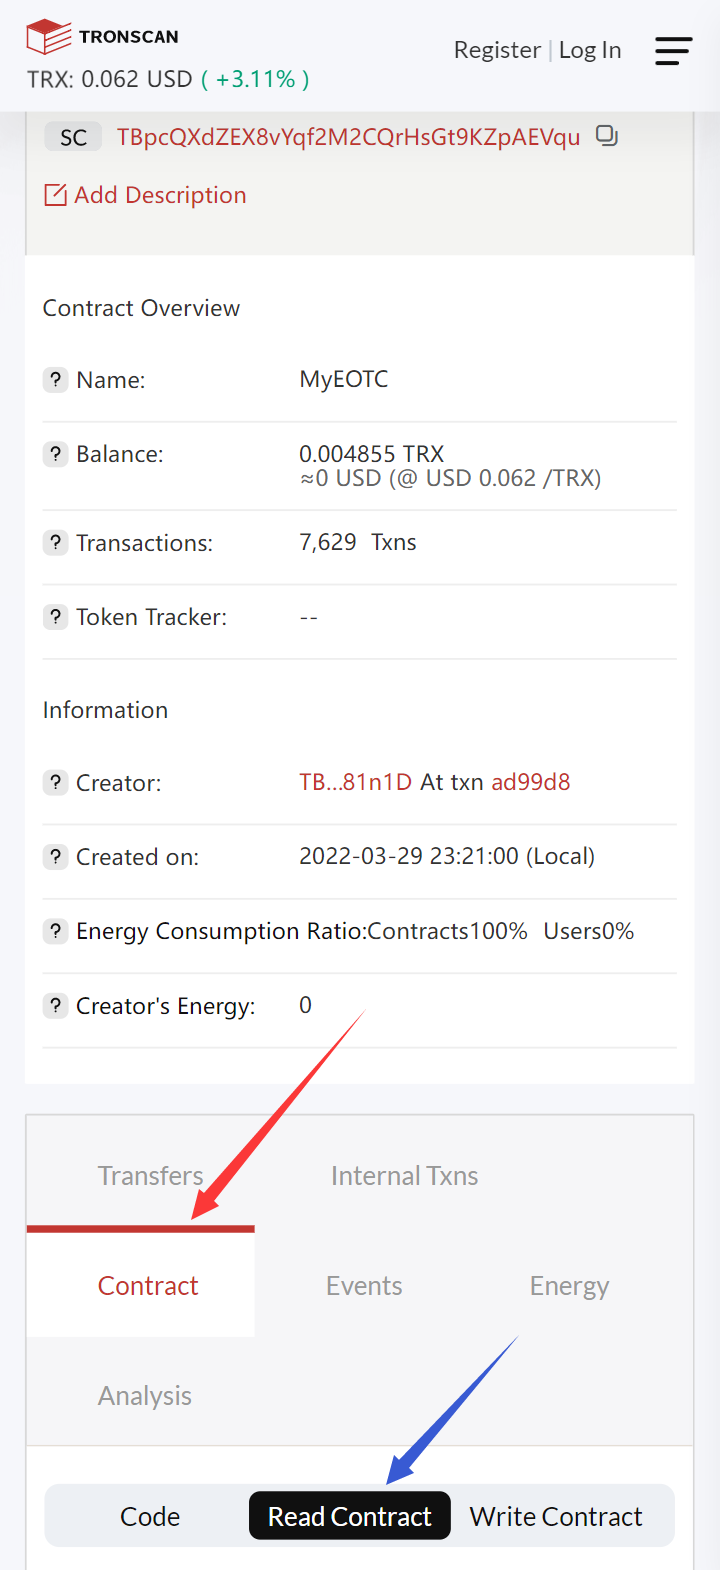 TRONSCAN
Register | Log In
TRX: 0.062 USD ( +3.11% )
SC TBpcQXdZEX8vYqf2M2CQrHsGt9KZpAEVqu
Add Description
Contract Overview
? Name: MyEOTC
? Balance: 0.004855 TRX
≈0 USD (@ USD 0.062 /TRX)
? Transactions: 7,629 Txns
? Token Tracker: --
Information
? Creator: TB...81n1D At txn ad99d8
? Created on: 2022-03-29 23:21:00 (Local)
? Energy Consumption Ratio:Contracts100% Users0%
? Creator's Energy: 0
Transfers Internal Txns
Contract Events Energy
Analysis
Code Read Contract Write Contract